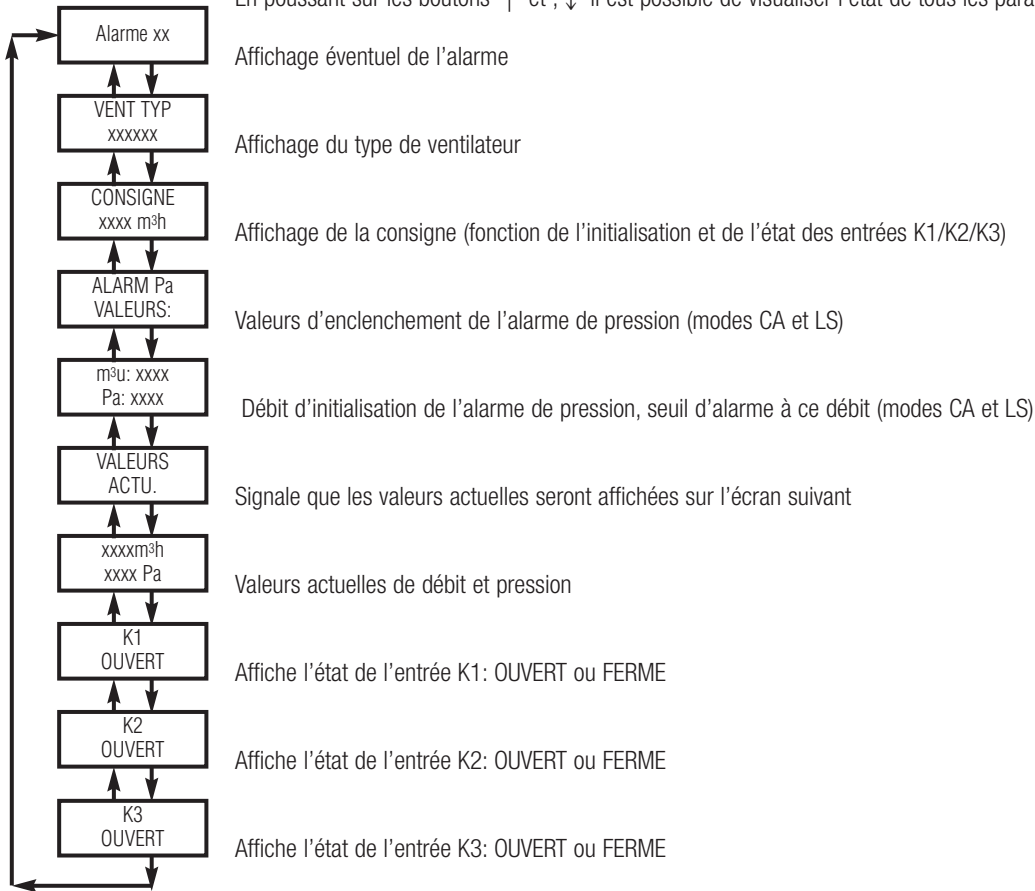 En poussant sur les boutons “↑” et “↓” il est possible de visualiser l’état de tous les
Alarme xx
Affichage éventuel de l’alarme
VENT TYP
xxxxxx
Affichage du type de ventilateur
CONSIGNE
xxxx m³h
Affichage de la consigne (fonction de l’initialisation et de l’état des entrées K1/K2/K3)
ALARM Pa
VALEURS:
Valeurs d’enclenchement de l’alarme de pression (modes CA et LS)
m³u: xxxx
Pa: xxxx
Débit d’initialisation de l’alarme de pression, seuil d’alarme à ce débit (modes CA et LS)
VALEURS
ACTU.
Signale que les valeurs actuelles seront affichées sur l’écran suivant
xxxxm³h
xxxx Pa
Valeurs actuelles de débit et pression
K1
OUVERT
Affiche l’état de l’entrée K1: OUVERT ou FERME
K2
OUVERT
Affiche l’état de l’entrée K2: OUVERT ou FERME
K3
OUVERT
Affiche l’état de l’entrée K3: OUVERT ou FERME